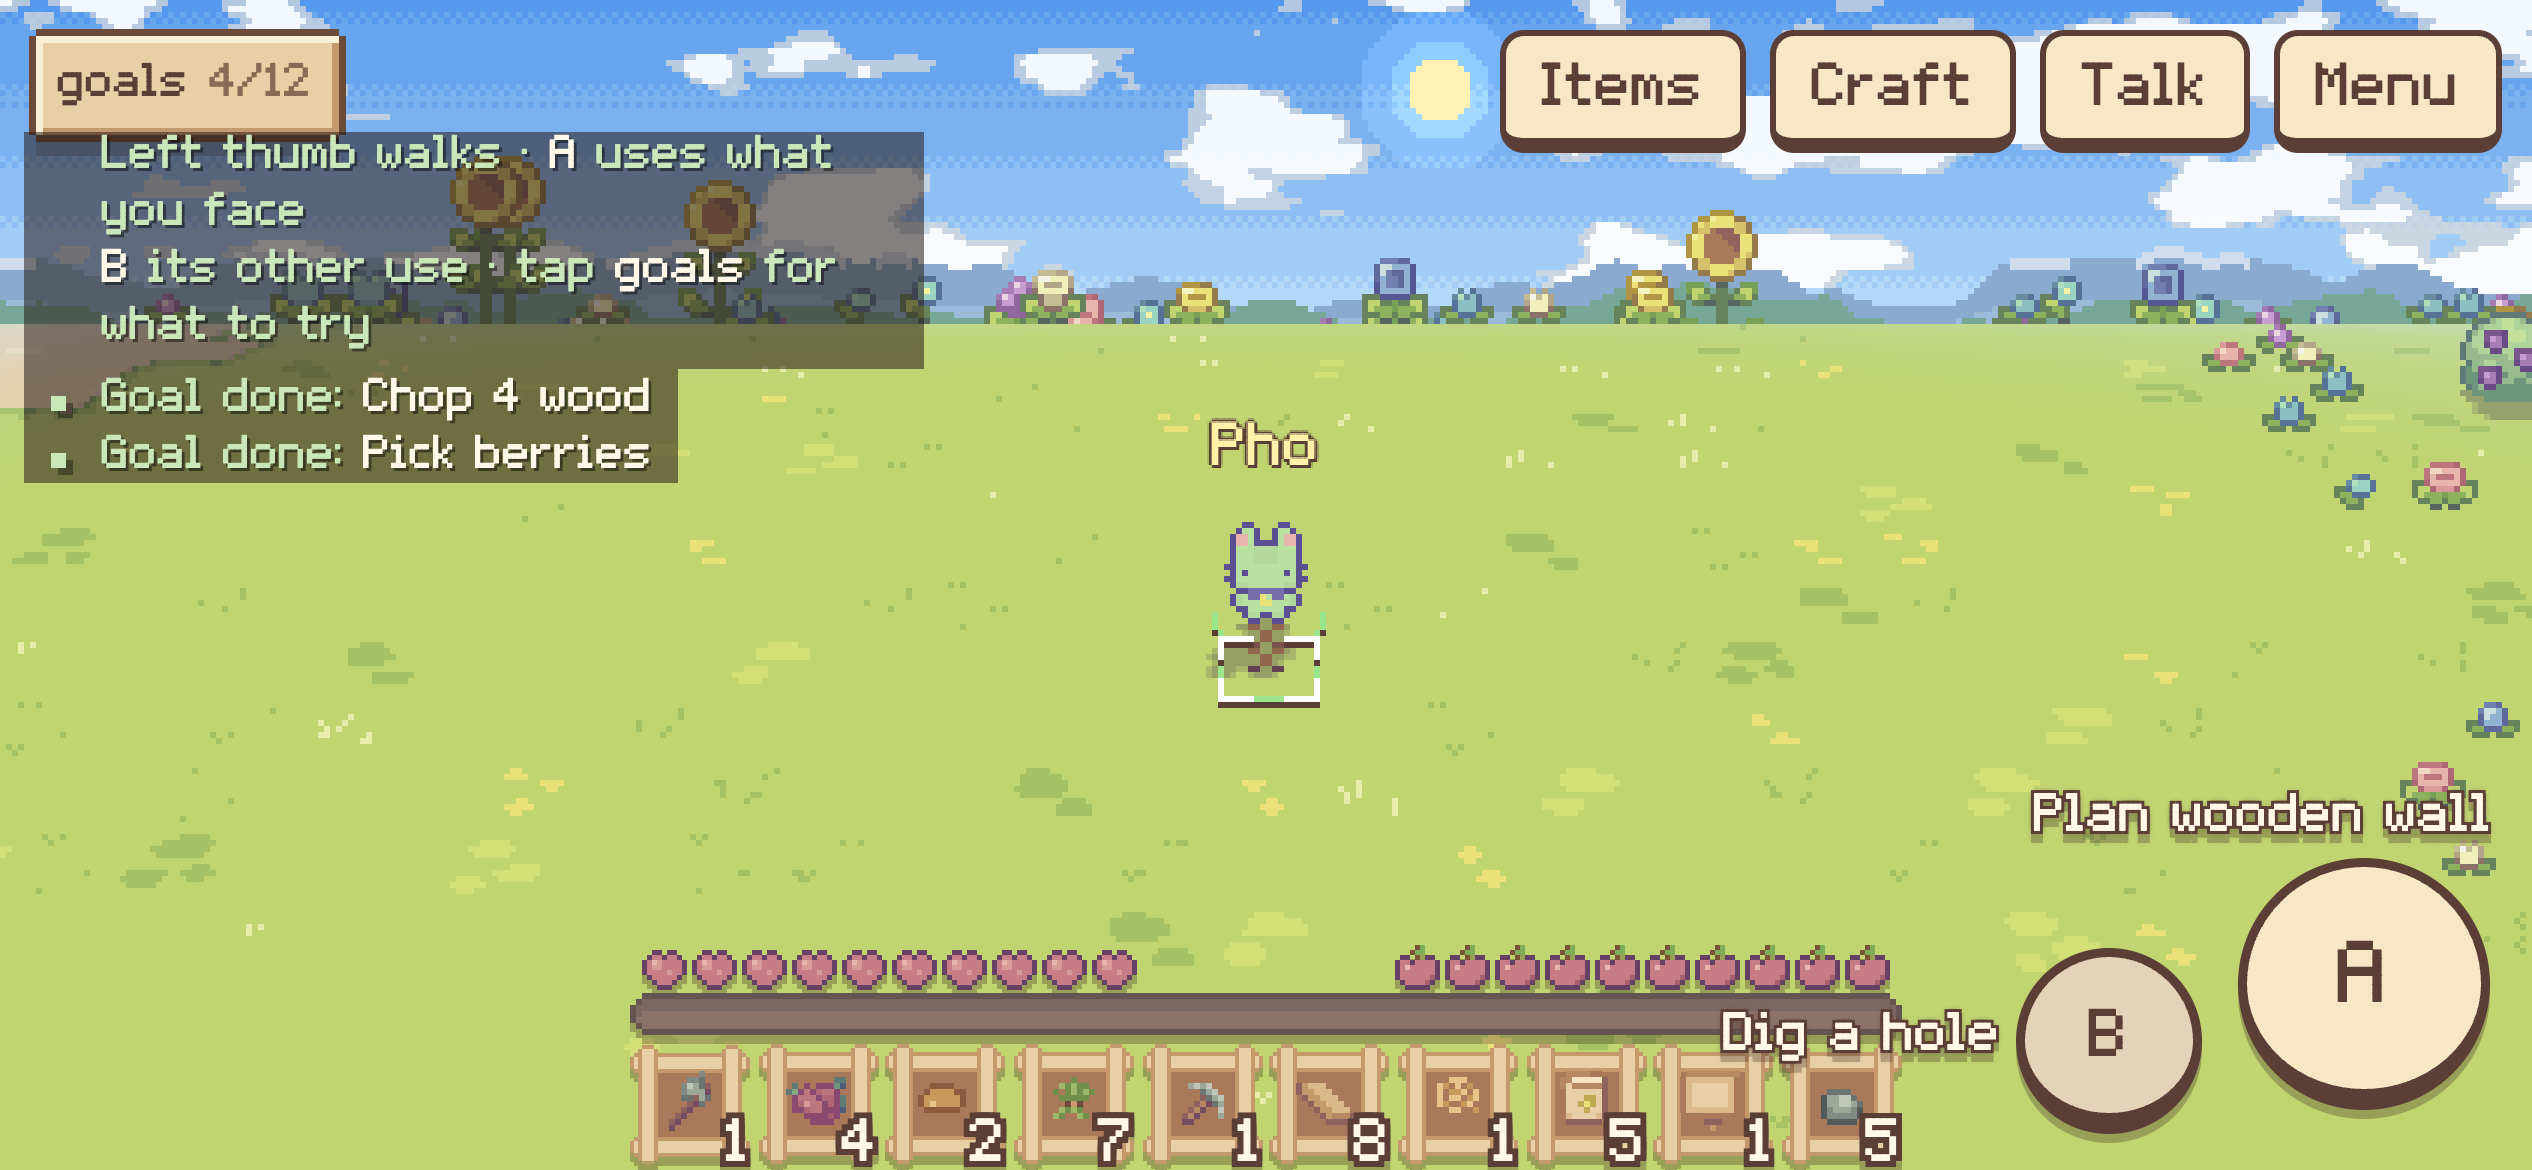 goals 4/12
Items
Craft
Talk
Menu
Left thumb walks · A uses what
you face
B its other use · tap goals for
what to try
Goal done: Chop 4 wood
Goal done: Pick berries
Pho
Plan wooden wall
A
Dig a hole
B
1 4 2 7 1 8 1 5 1 5